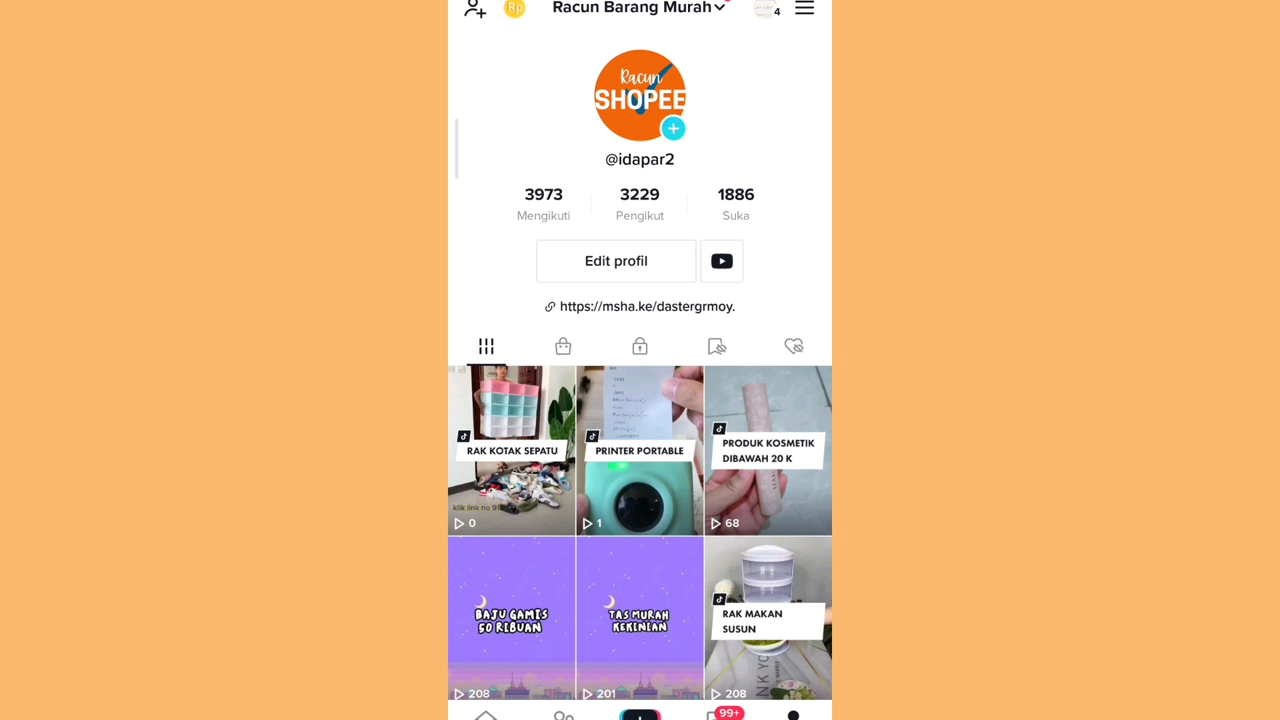 Rp
Racun Barang Murah
4
Racun
SHOPEE
@idapar2
3973
3229
1886
Mengikuti
Pengikut
Suka
Edit profil
https://msha.ke/dastergrmoy.
RAK KOTAK SEPATU
PRINTER PORTABLE
PRODUK KOSMETIK
DIBAWAH 20 K
0
1
68
BAJU GAMIS
50 RIBUAN
TAS MURAH
KEKINIAN
RAK MAKAN
SUSUN
208
201
208
99+